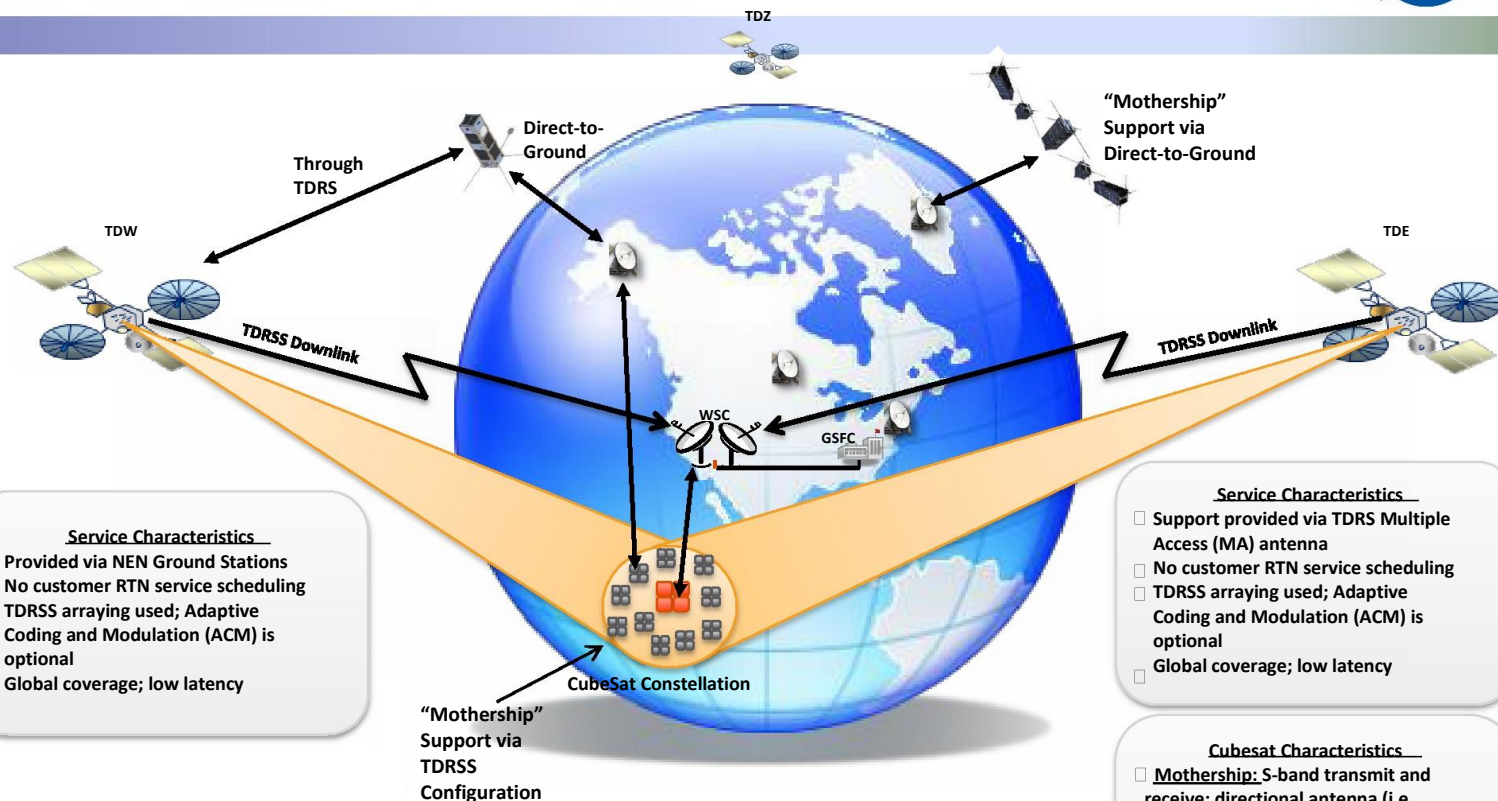 TDZ
"Mothership"
Support via
Direct-to-Ground
Direct-to-
Ground
Through
TDRS
TDW
TDE
TDRSS Downlink
TDRSS Downlink
WSC
GSFC
Service Characteristics
Provided via NEN Ground Stations
No customer RTN service scheduling
TDRSS arraying used; Adaptive
Coding and Modulation (ACM) is
optional
Global coverage; low latency
Service Characteristics
Support provided via TDRS Multiple
Access (MA) antenna
No customer RTN service scheduling
TDRSS arraying used; Adaptive
Coding and Modulation (ACM) is
optional
Global coverage; low latency
CubeSat Constellation
"Mothership"
Support via
TDRSS
Configuration
Cubesat Characteristics
Mothership: S-band transmit and
receive; directional antenna (i.e.